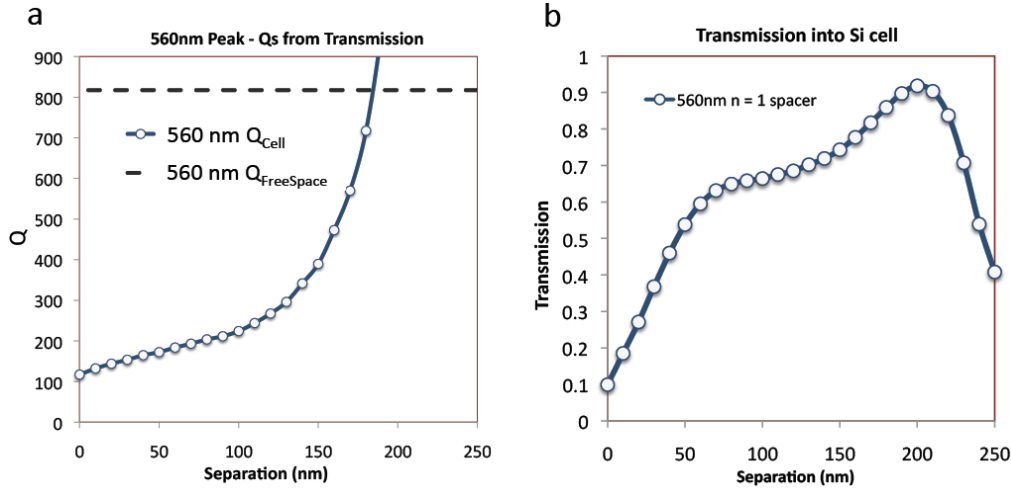 a
560nm Peak - Qs from Transmission
900
800
700
600
500
400
300
200
100
0
Q
560 nm QCell
560 nm QFreeSpace
0 50 100 150 200 250
Separation (nm)
b
Transmission into Si cell
1
0.9
0.8
0.7
0.6
0.5
0.4
0.3
0.2
0.1
0
Transmission
560nm n = 1 spacer
0 50 100 150 200 250
Separation (nm)